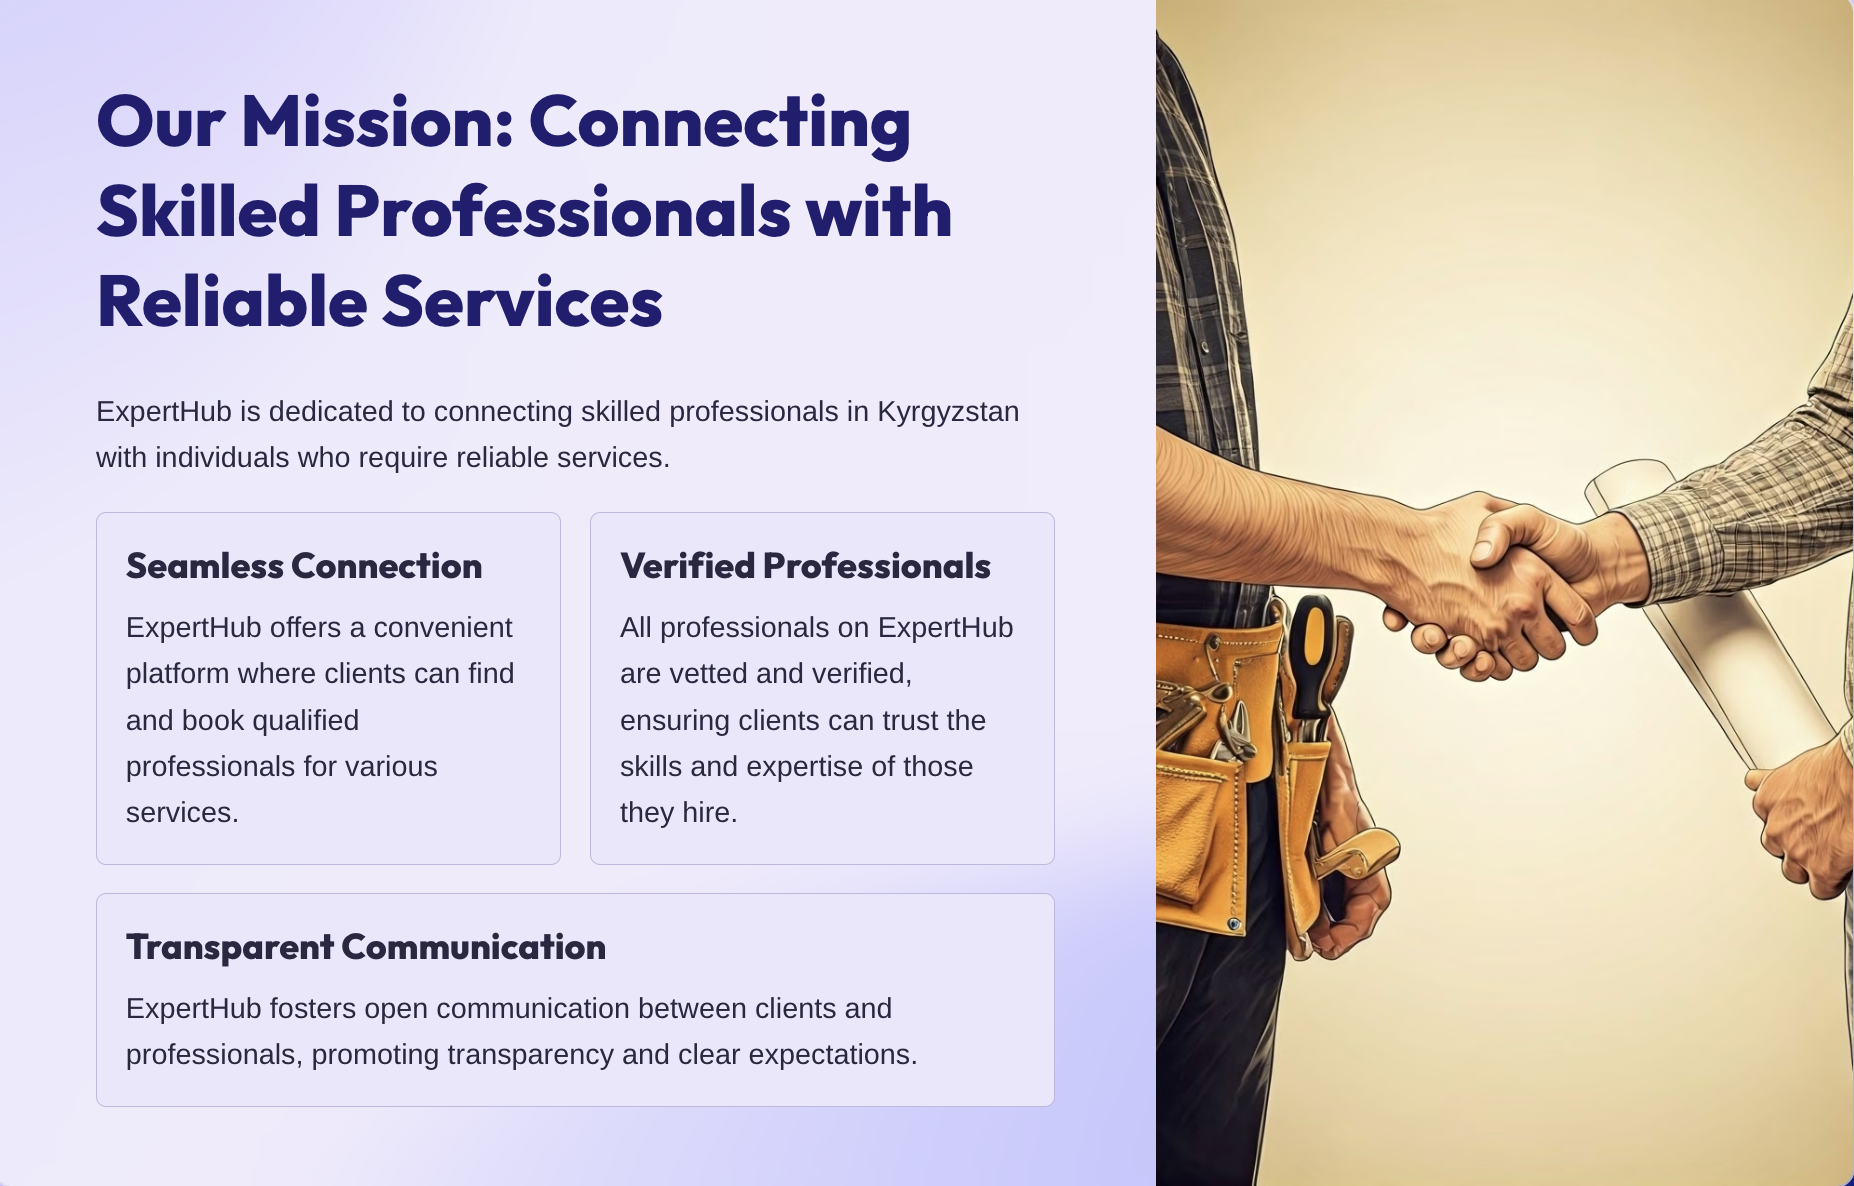 Our Mission: Connecting
Skilled Professionals with
Reliable Services
ExpertHub is dedicated to connecting skilled professionals in Kyrgyzstan
with individuals who require reliable services.
Seamless Connection
ExpertHub offers a convenient
platform where clients can find
and book qualified
professionals for various
services.
Verified Professionals
All professionals on ExpertHub
are vetted and verified,
ensuring clients can trust the
skills and expertise of those
they hire.
Transparent Communication
ExpertHub fosters open communication between clients and
professionals, promoting transparency and clear expectations.